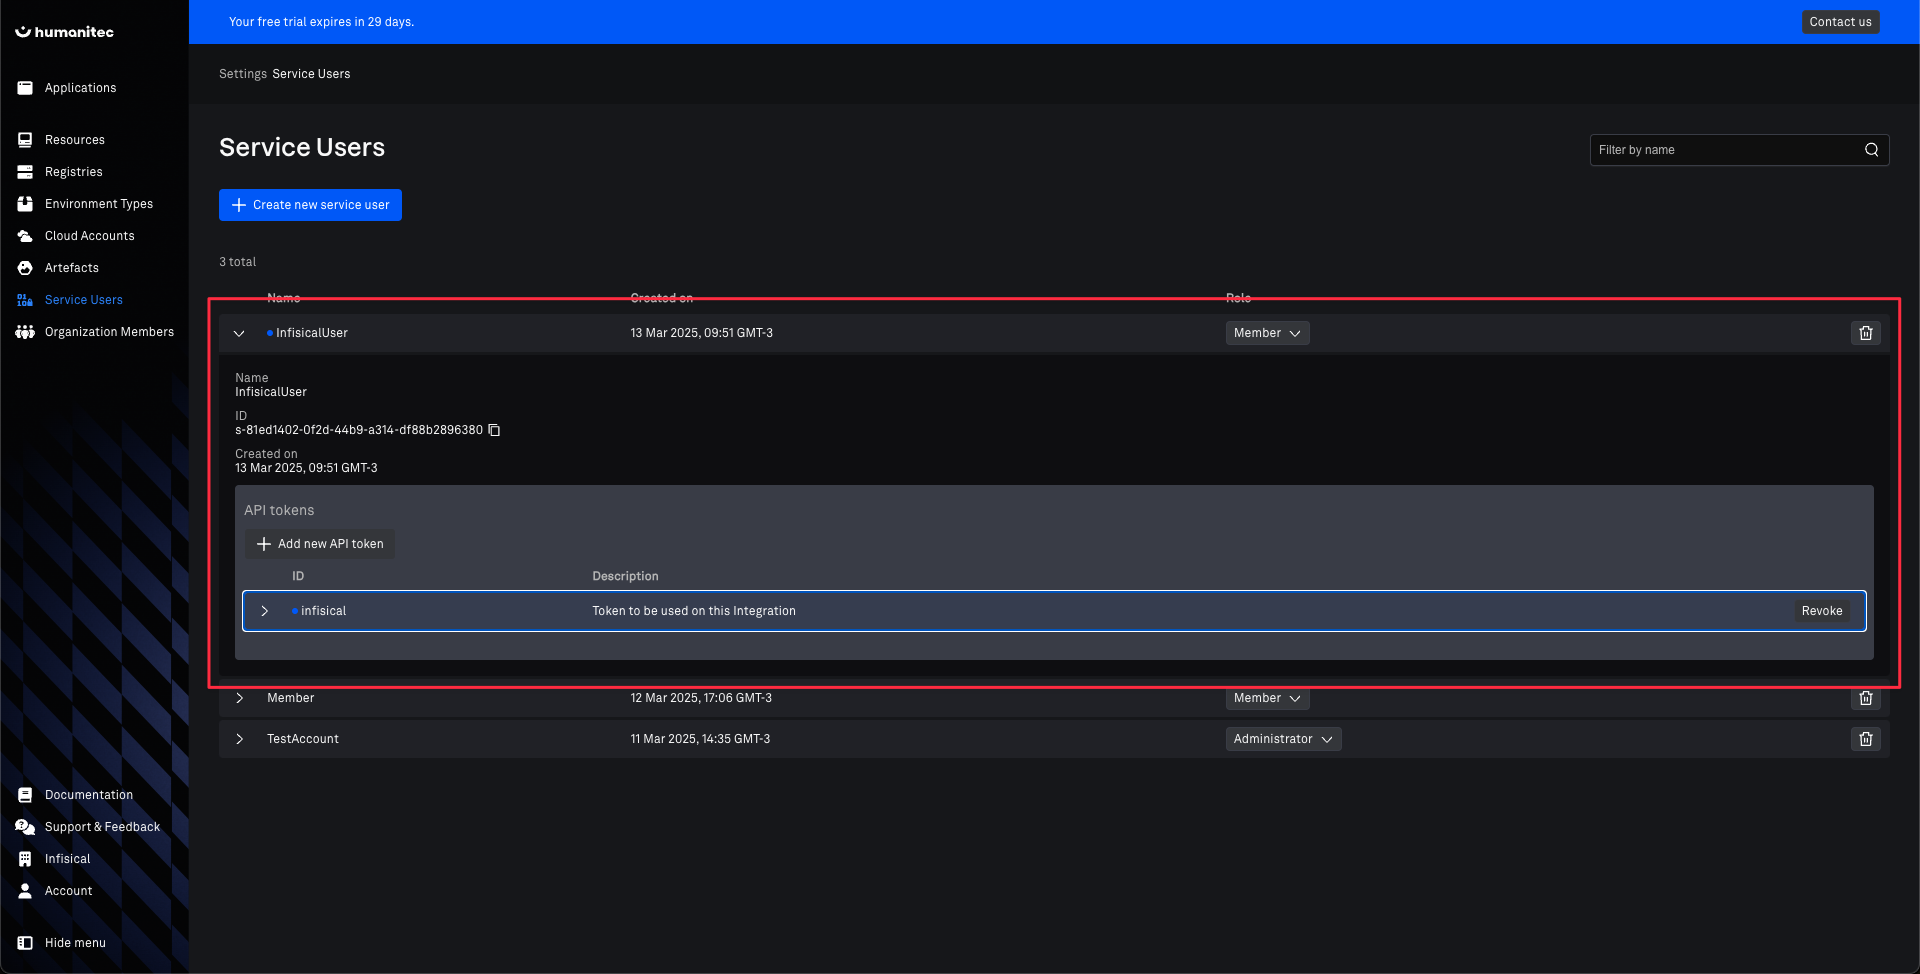 humanitec
Your free trial expires in 29 days.
Contact us
Applications
Resources
Registries
Environment Types
Cloud Accounts
Artefacts
Service Users
Organization Members
Documentation
Support & Feedback
Infisical
Account
Hide menu
Settings Service Users
Service Users
Filter by name
Create new service user
3 total
Name Created on Role
InfisicalUser 13 Mar 2025, 09:51 GMT-3 Member
Name
InfisicalUser
ID
s-81ed1402-0f2d-44b9-a314-df88b2896380
Created on
13 Mar 2025, 09:51 GMT-3
API tokens
Add new API token
ID Description
infisical Token to be used on this Integration Revoke
Member 12 Mar 2025, 17:06 GMT-3 Member
TestAccount 11 Mar 2025, 14:35 GMT-3 Administrator